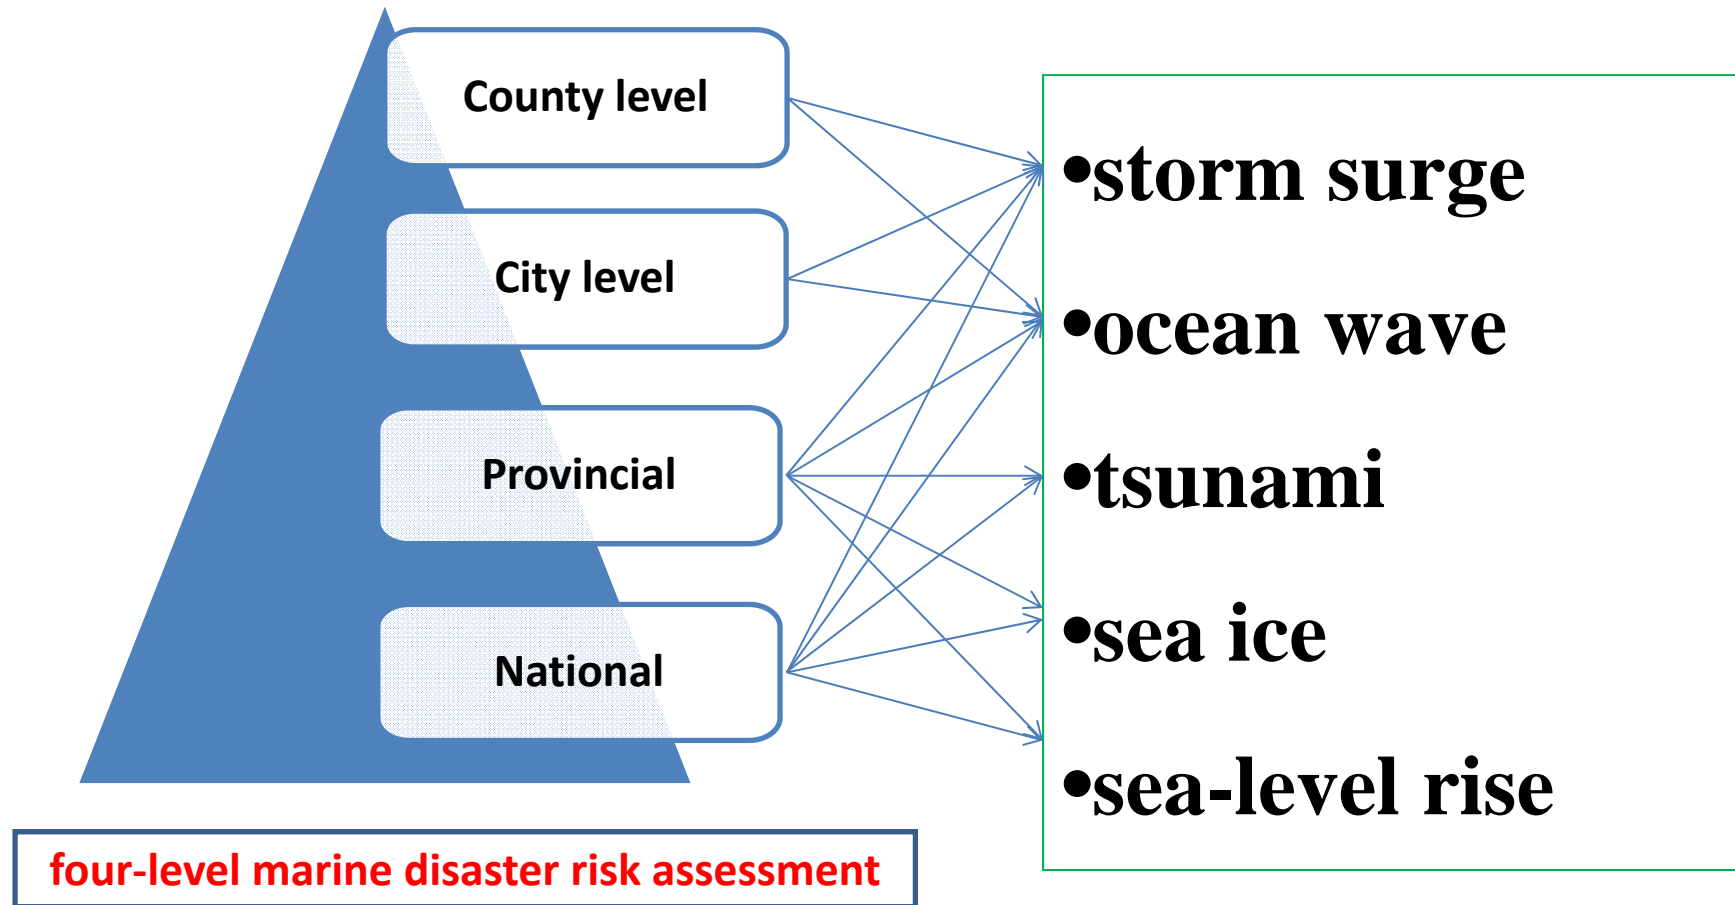 County level
City level
Provincial
National
four-level marine disaster risk assessment
•storm surge
•ocean wave
•tsunami
•sea ice
•sea-level rise